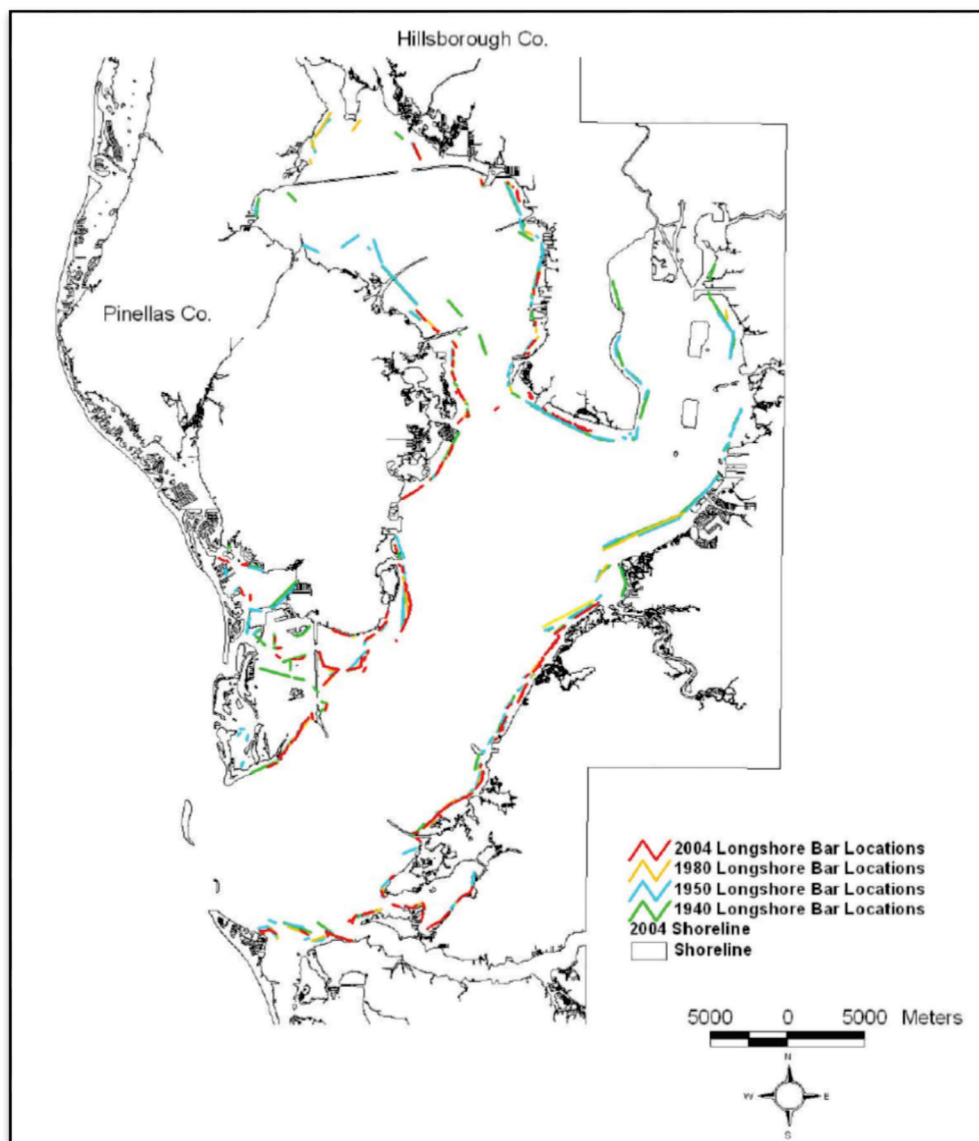 Hillsborough Co.
Pinellas Co.
2004 Longshore Bar Locations
1980 Longshore Bar Locations
1950 Longshore Bar Locations
1940 Longshore Bar Locations
2004 Shoreline
Shoreline
5000 0 5000 Meters
N
W E
S